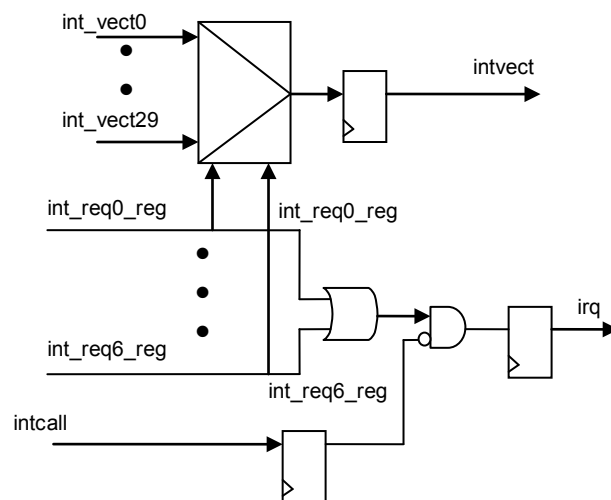 int_vect0
intvect
int_vect29
int_req0_reg
int_req0_reg
irq
int_req6_reg
int_req6_reg
intcall